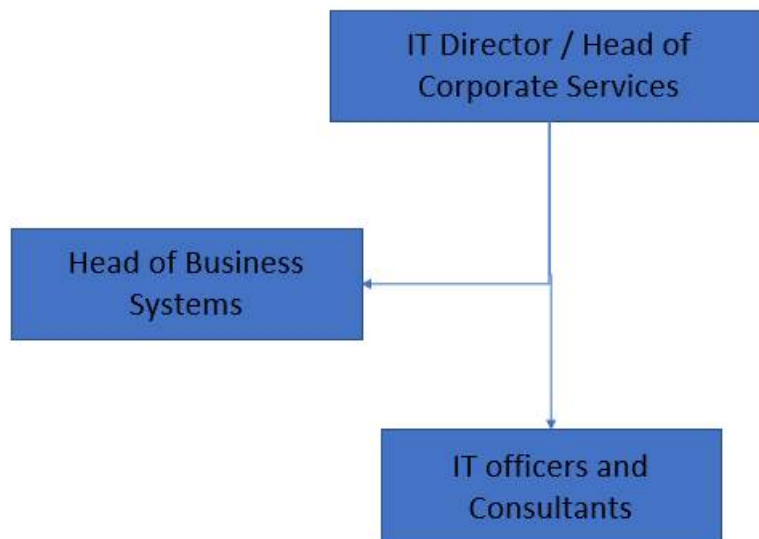 IT Director / Head of
Corporate Services
Head of Business
Systems
IT officers and
Consultants